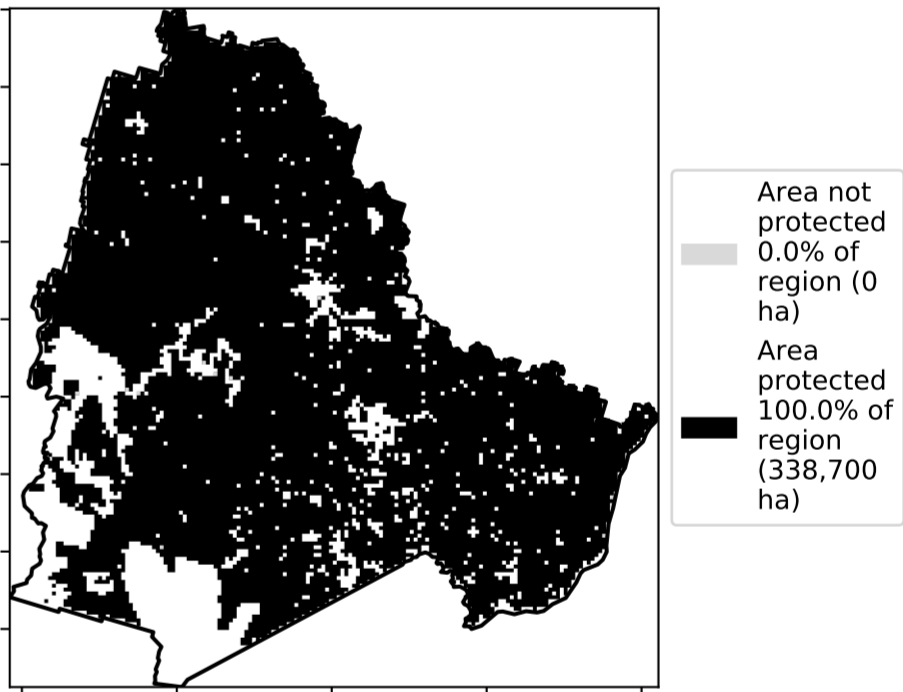 Area not
protected
0.0% of
region (0
ha)
Area
protected
100.0% of
region
(338,700
ha)